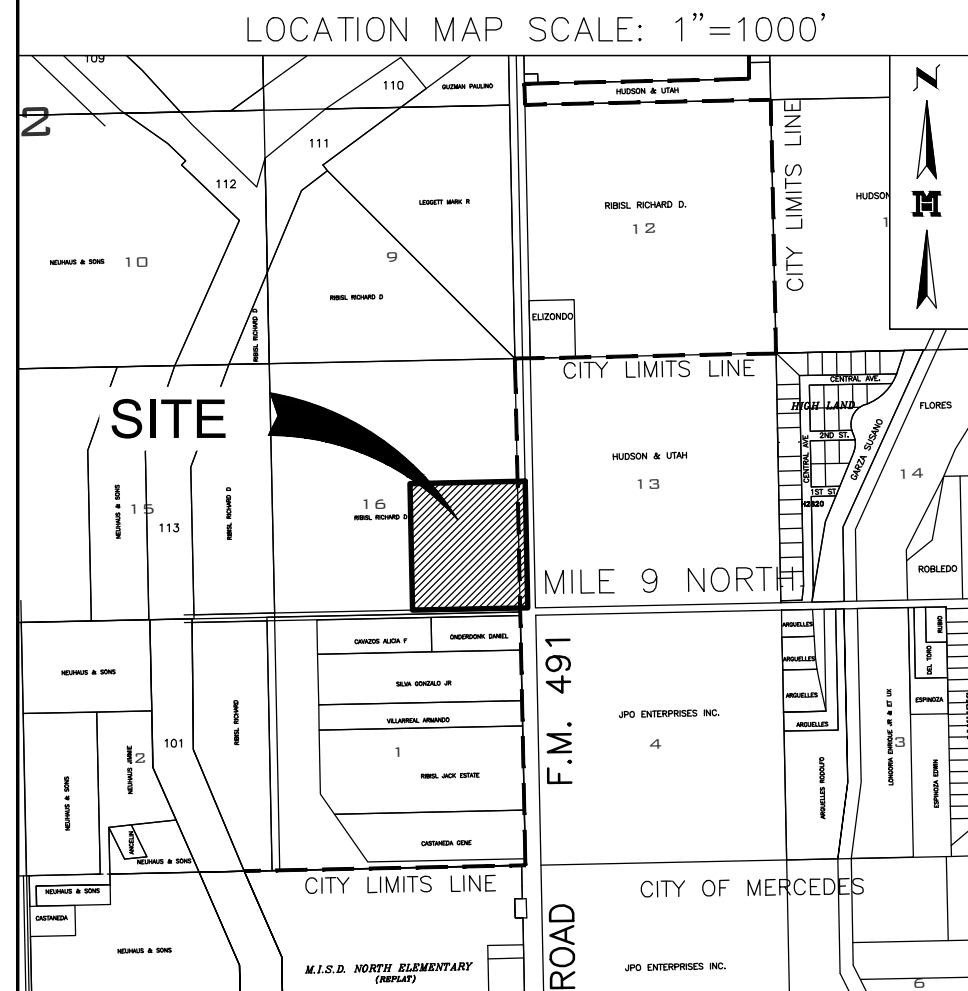 LOCATION MAP SCALE: 1"=1000'
109
110
GUZMAN PAULINO
HUDSON & UTAH
2
111
112
LEGGETT MARK R
RIBISL RICHARD D.
12
CITY LIMITS LINE
HUDSON
1
N
H
NEUHAUS & SONS
10
9
RIBISL RICHARD D
RIBISL RICHARD D
ELIZONDO
CITY LIMITS LINE
CENTRAL AVE.
HIGH LAND
FLORES
SITE
2ND ST.
CENTRAL AVE
GARZA SUSANO
HUDSON & UTAH
13
14
1ST ST.
H2820
NEUHAUS & SONS
15
113
RIBISL RICHARD D
16
RIBISL RICHARD D
ROBLEDO
MILE 9 NORTH
CAVAZOS ALICIA F
ONDERDONK DANIEL
ARGUELLES
RUBIO
DEL TORO
ARGUELLES
NEUHAUS & SONS
SILVA GONZALO JR
ARGUELLES
ESPINOZA
F.M. 491
JPO ENTERPRISES INC.
4
VILLARREAL ARMANDO
ARGUELLES
RIBISL RICHARD
101
2
NEUHAUS JIMMIE
1
RIBISL JACK ESTATE
LONGORIA ENRIQUE JR & ET UX
3
ARGUELLES RODOLFO
ESPINOZA EDWIN
NEUHAUS & SONS
ANCELIN
NEUHAUS & SONS
CASTANEDA GENE
CITY LIMITS LINE
CITY OF MERCEDES
NEUHAUS & SONS
CASTANEDA
ROAD
NEUHAUS & SONS
M.I.S.D. NORTH ELEMENTARY
(REPLAT)
JPO ENTERPRISES INC.
6